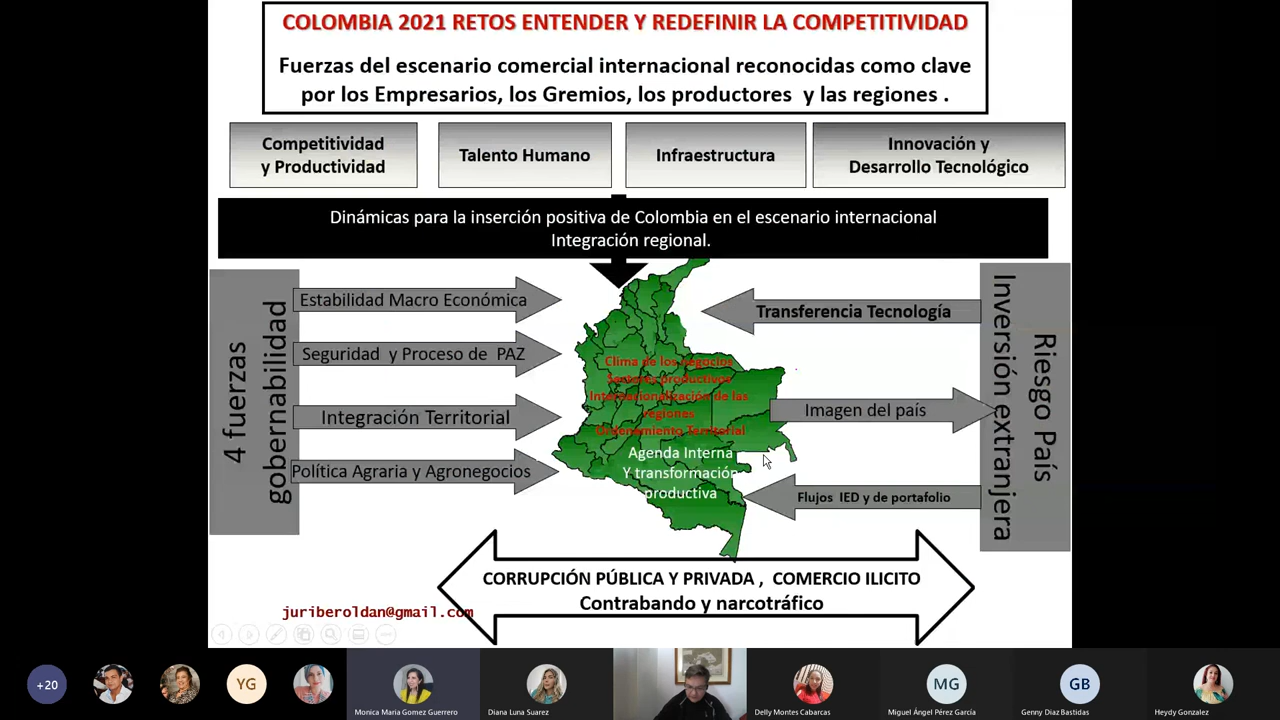 COLOMBIA 2021 RETOS ENTENDER Y REDEFINIR LA COMPETITIVIDAD
Fuerzas del escenario comercial internacional reconocidas como clave
por los Empresarios, los Gremios, los productores y las regiones .
Competitividad
y Productividad
Talento Humano
Infraestructura
Innovación y
Desarrollo Tecnológico
Dinámicas para la inserción positiva de Colombia en el escenario internacional
Integración regional.
4 fuerzas
gobernabilidad
Estabilidad Macro Económica
Seguridad y Proceso de PAZ
Integración Territorial
Política Agraria y Agronegocios
Clima de los negocios
Sectores productivos
Internacionalización de las
regiones
Ordenamiento Territorial
Agenda Interna
Y transformación
productiva
Transferencia Tecnología
Imagen del país
Flujos IED y de portafolio
Riesgo País
Inversión extranjera
CORRUPCIÓN PÚBLICA Y PRIVADA , COMERCIO ILICITO
Contrabando y narcotráfico
juriberoldan@gmail.com
+20
YG
Monica Maria Gomez Guerrero
Diana Luna Suarez
Delly Montes Cabarcas
MG
Miguel Ángel Pérez García
GB
Genny Diaz Bastidas
Heydy Gonzalez